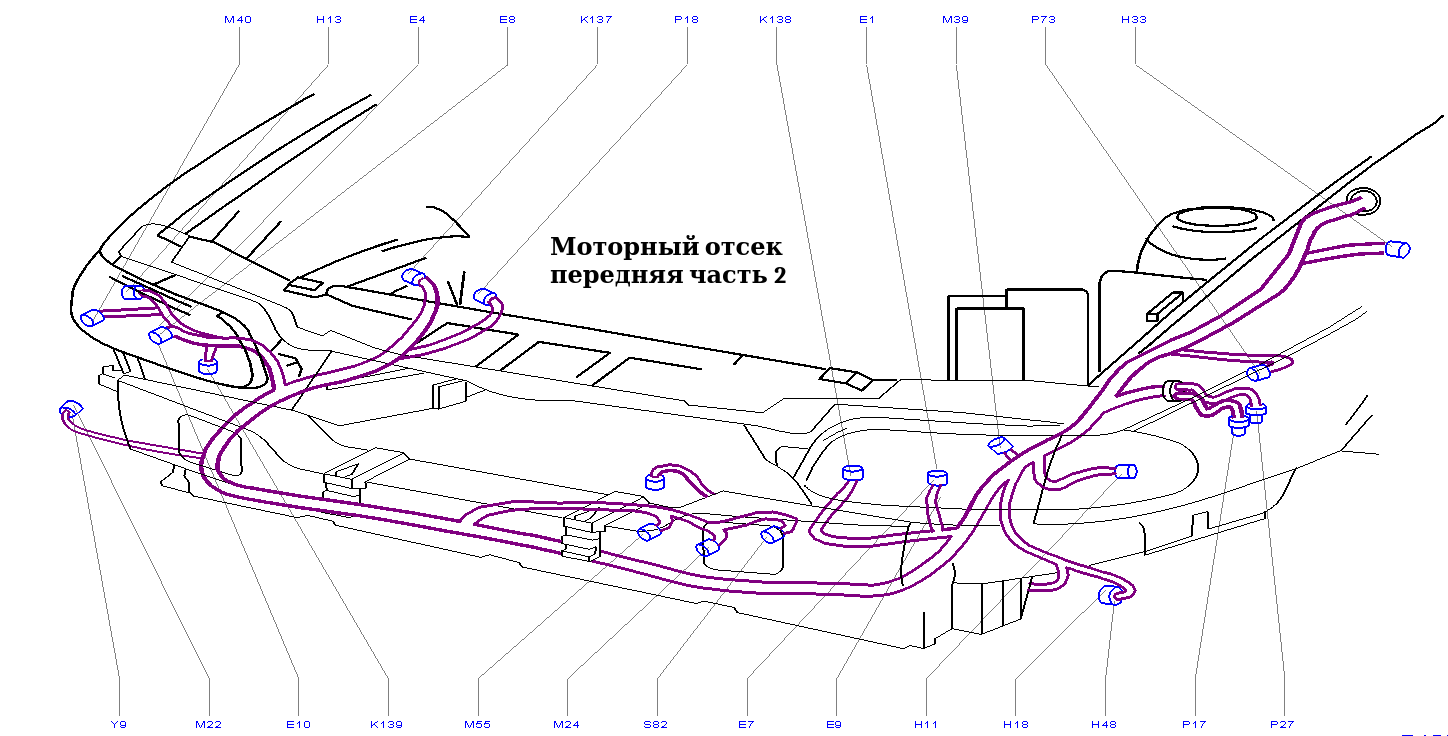 M40 H13 E4 E8 K137 P18 K138 E1 M39 P73 H33
Моторный отсек
передняя часть 2
Y9 M22 E10 K139 M55 M24 S82 E7 E9 H11 H18 H48 P17 P27